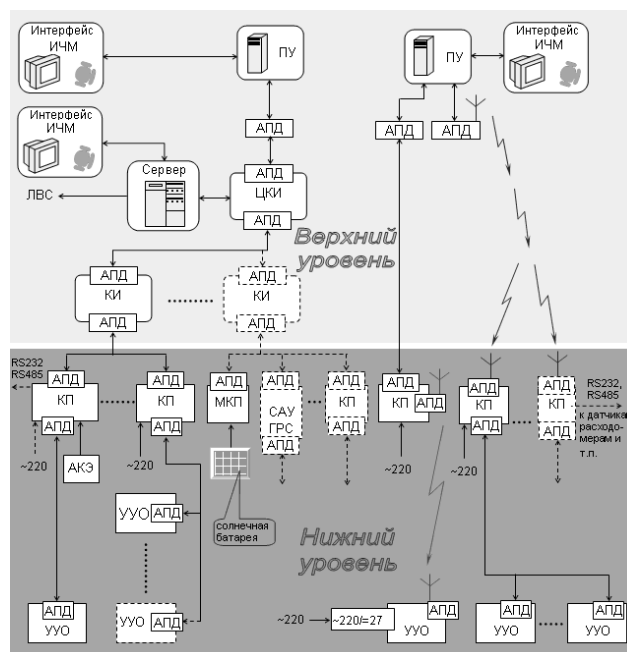 Интерфейс
ИЧМ
ПУ
ПУ
Интерфейс
ИЧМ
Интерфейс
ИЧМ
АПД
АПД
АПД
Сервер
АПД
ЦКИ
АПД
ЛВС
Верхний
уровень
АПД
КИ
АПД
АПД
КИ
АПД
RS232
RS485
АПД
КП
АПД
АПД
КП
АПД
АПД
МКП
АПД
САУ
ГРС
АПД
АПД
КП
АПД
КП
АПД
АПД
КП
АПД
АПД
КП
АПД
RS232,
RS485
к датчика
расходо-
мерам и
т.п.
~220
АКЭ
~220
~220
~220
солнечная
батарея
УУО
АПД
Нижний
уровень
АПД
УУО
УУО
АПД
~220
~220/=27
АПД
УУО
АПД
УУО
АПД
УУО